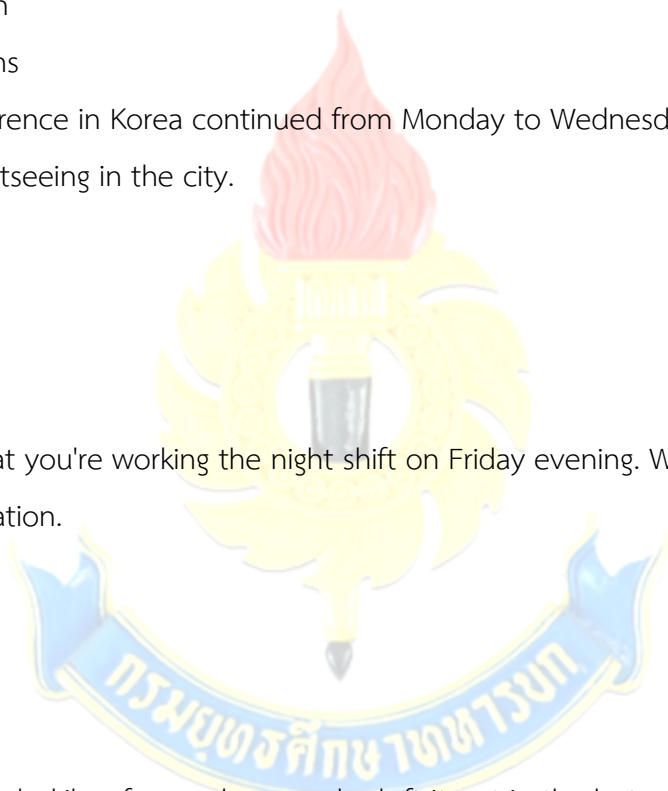 rence in Korea continued from Monday to Wednesd
tseeing in the city.
at you're working the night shift on Friday evening. W
ation.
กรมยุทธศึกษาทหารบก